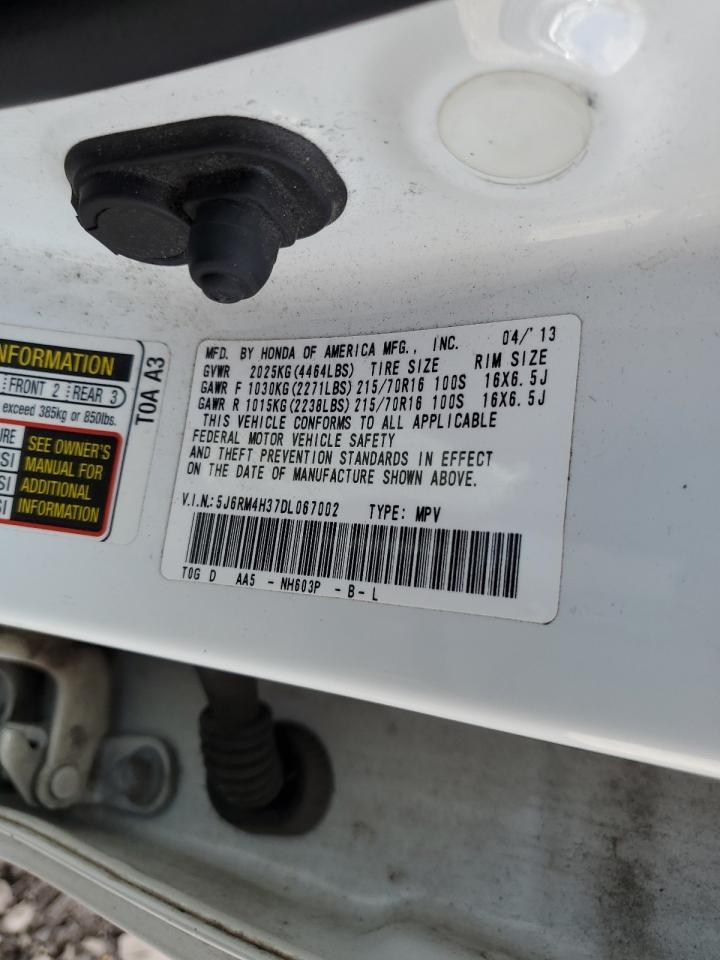 NFORMATION
FRONT 2 REAR 3
exceed 385kg or 850lbs.
SEE OWNER'S
MANUAL FOR
ADDITIONAL
INFORMATION
T0A A3
MFD. BY HONDA OF AMERICA MFG., INC. 04/'13
GVWR 2025KG(4464LBS) TIRE SIZE RIM SIZE
GAWR F 1030KG(2271LBS) 215/70R16 100S 16X6.5J
GAWR R 1015KG(2238LBS) 215/70R16 100S 16X6.5J
THIS VEHICLE CONFORMS TO ALL APPLICABLE
FEDERAL MOTOR VEHICLE SAFETY
AND THEFT PREVENTION STANDARDS IN EFFECT
ON THE DATE OF MANUFACTURE SHOWN ABOVE.
V.I.N.: 5J6RM4H37DL067002 TYPE: MPV
T0G D AA5 - NH603P - B - L